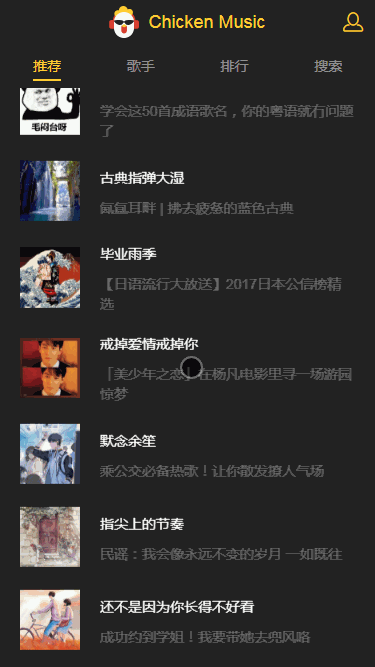 Chicken Music
推荐
歌手
排行
搜索
毛闷台呀
学会这50首成语歌名，你的粤语就冇问题
了
古典指弹大湿
氤氲耳畔 | 拂去疲惫的蓝色古典
毕业雨季
【日语流行大放送】2017日本公信榜精
选
戒掉爱情戒掉你
「美少年之恋」在杨凡电影里寻一场游园
惊梦
默念余笙
乘公交必备热歌！让你散发撩人气场
指尖上的节奏
民谣：我会像永远不变的岁月 一如既往
还不是因为你长得不好看
成功约到学姐！我要带她去兜风咯